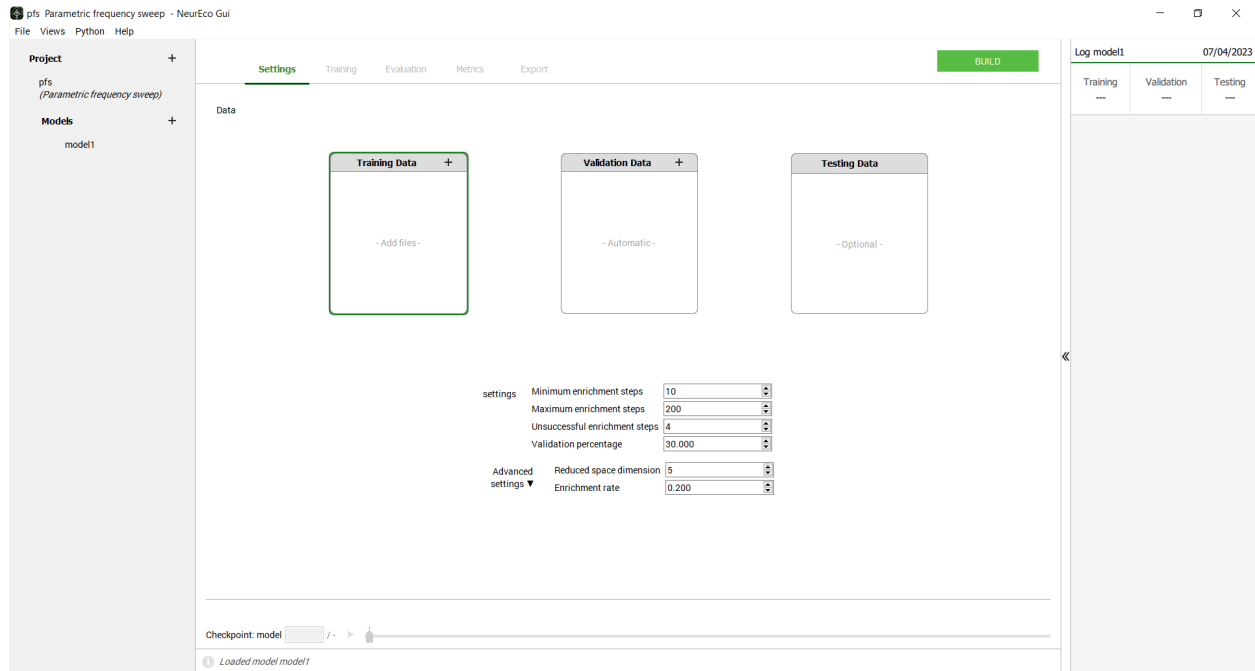 pfs Parametric frequency sweep - NeurEco Gui
File Views Python Help
Project +
pfs
(Parametric frequency sweep)
Models +
model1
Settings Training Evaluation Metrics Export BUILD
Data
Training Data +
- Add files -
Validation Data +
- Automatic -
Testing Data
- Optional -
settings
Minimum enrichment steps 10
Maximum enrichment steps 200
Unsuccessful enrichment steps 4
Validation percentage 30.000
Advanced
settings ▼
Reduced space dimension 5
Enrichment rate 0.200
Checkpoint: model / -
Loaded model model1
Log model1 07/04/2023
Training Validation Testing
--- --- ---